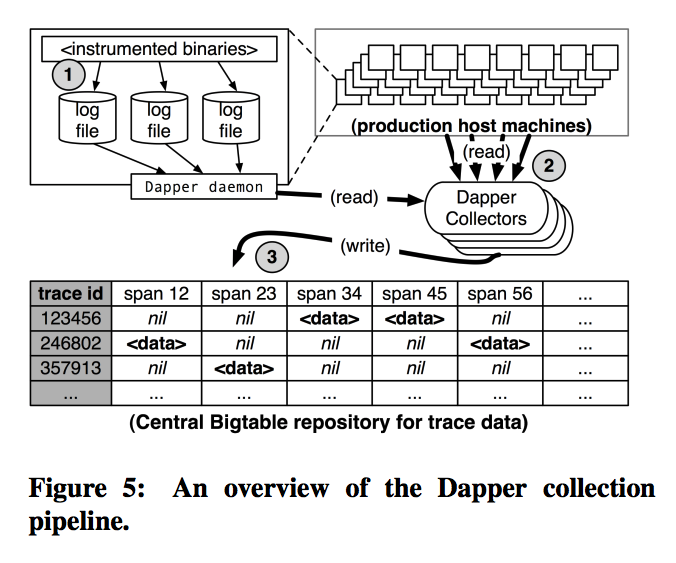 <instrumented binaries>
1
log file
log file
log file
Dapper daemon
(production host machines)
(read)
2
(read)
Dapper Collectors
(write)
3
trace id span 12 span 23 span 34 span 45 span 56 ...
123456 nil nil <data> <data> nil ...
246802 <data> nil nil nil <data> ...
357913 nil <data> nil nil nil ...
... ... ... ... ... ... ...
(Central Bigtable repository for trace data)
Figure 5: An overview of the Dapper collection
pipeline.